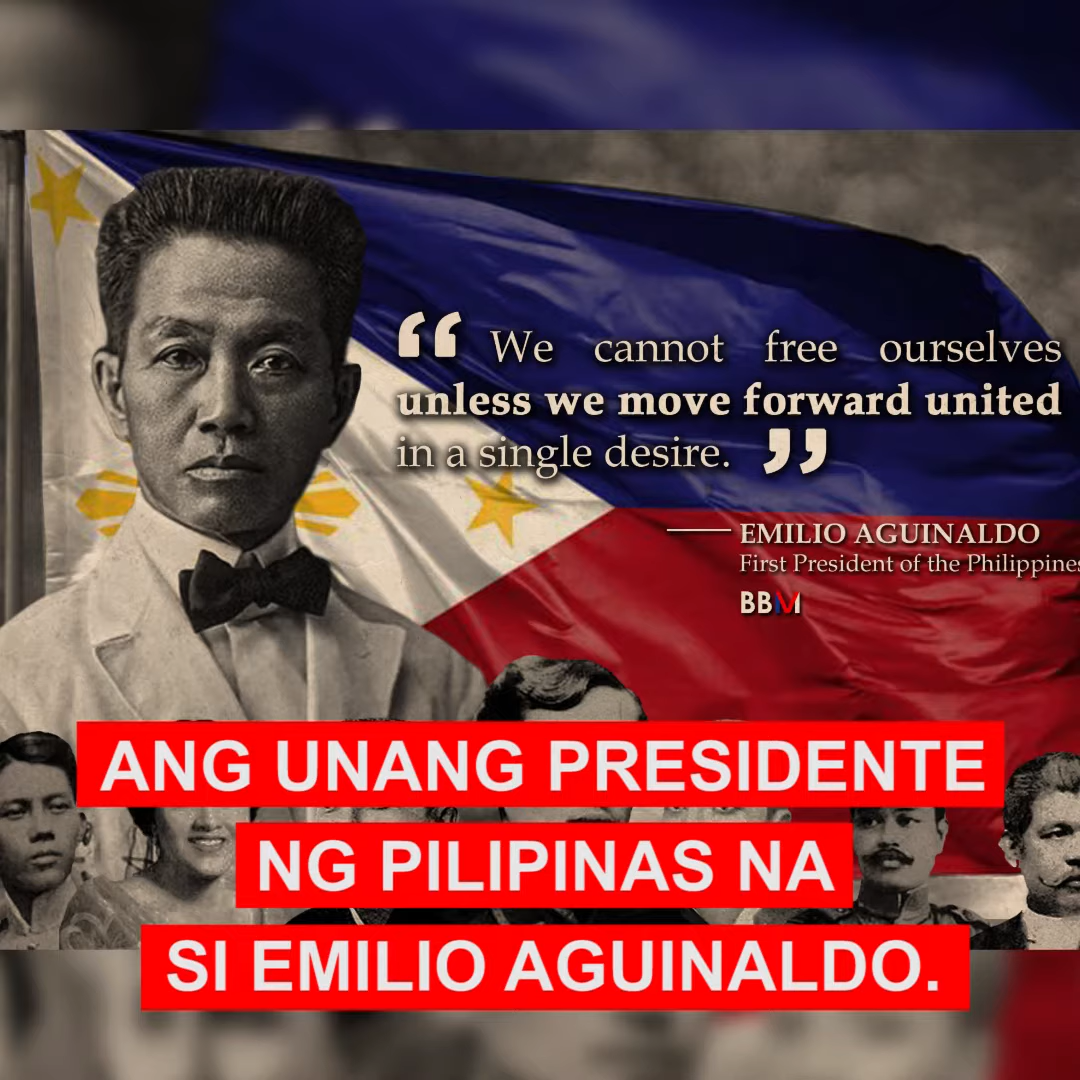 “ We cannot free ourselves
unless we move forward united
in a single desire. ”
EMILIO AGUINALDO
First President of the Philippines
BBM
ANG UNANG PRESIDENTE
NG PILIPINAS NA
SI EMILIO AGUINALDO.